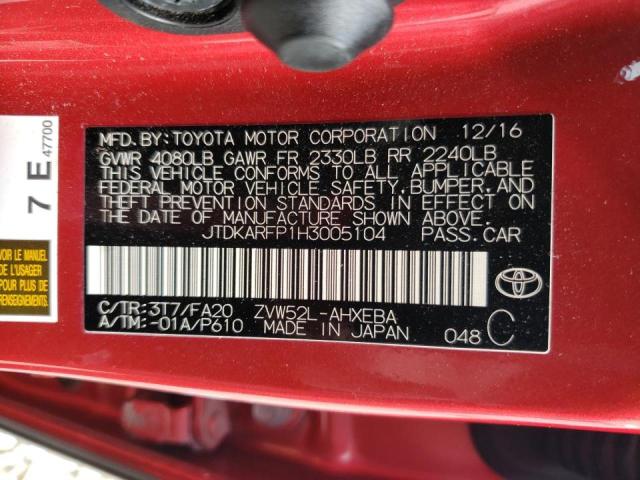 MFD. BY: TOYOTA MOTOR CORPORATION 12/16
GVWR 4080LB GAWR FR 2330LB RR 2240LB
THIS VEHICLE CONFORMS TO ALL APPLICABLE
FEDERAL MOTOR VEHICLE SAFETY, BUMPER, AND
THEFT PREVENTION STANDARDS IN EFFECT ON
THE DATE OF MANUFACTURE SHOWN ABOVE.
JTDKARFP1H3005104 PASS. CAR
TOYOTA
C/TR: 3T7/FA20 ZVW52L-AHXEBA
A/TM: -01A/P610 MADE IN JAPAN 048 C
7 E
47700
VOIR LE MANUEL
DE L'USAGER
POUR PLUS